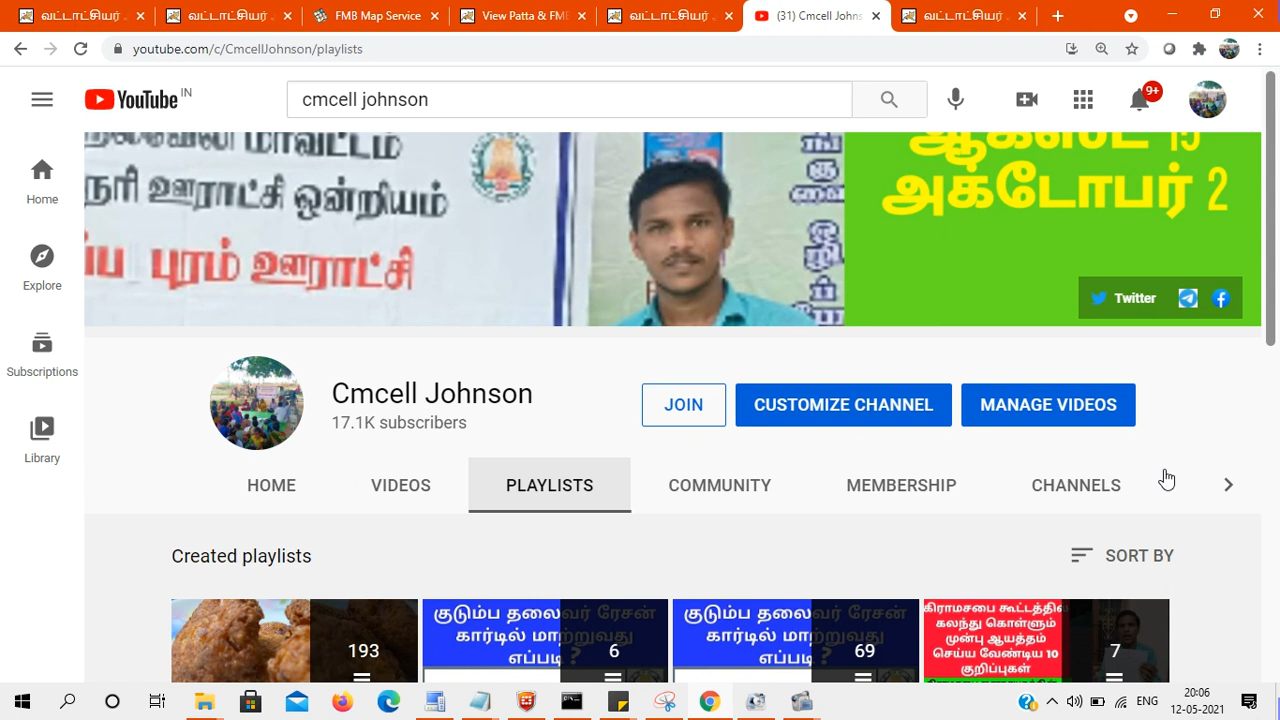 வட்டாட்சியர்
வட்டாட்சியர்
FMB Map Service
View Patta & FMB
வட்டாட்சியர்
(31) Cmcell Johns
வட்டாட்சியர்
youtube.com/c/CmcellJohnson/playlists
YouTube IN
cmcell johnson
9+
மாவட்டம்
ஊராட்சி ஒன்றியம்
புரம் ஊராட்சி
ஆகஸ்ட் 15
அக்டோபர் 2
Twitter
Home
Explore
Subscriptions
Library
Cmcell Johnson
17.1K subscribers
JOIN
CUSTOMIZE CHANNEL
MANAGE VIDEOS
HOME
VIDEOS
PLAYLISTS
COMMUNITY
MEMBERSHIP
CHANNELS
Created playlists
SORT BY
193
குடும்ப தலைவர் ரேசன்
கார்டில் மாற்றுவது
எப்படி ?
6
குடும்ப தலைவர் ரேசன்
கார்டில் மாற்றுவது
எப்படி ?
69
கிராமசபை கூட்டத்தில்
கலந்து கொள்ளும்
முன்பு ஆயத்தம்
செய்ய வேண்டிய 10
குறிப்புகள்
7
ENG
20:06
12-05-2021